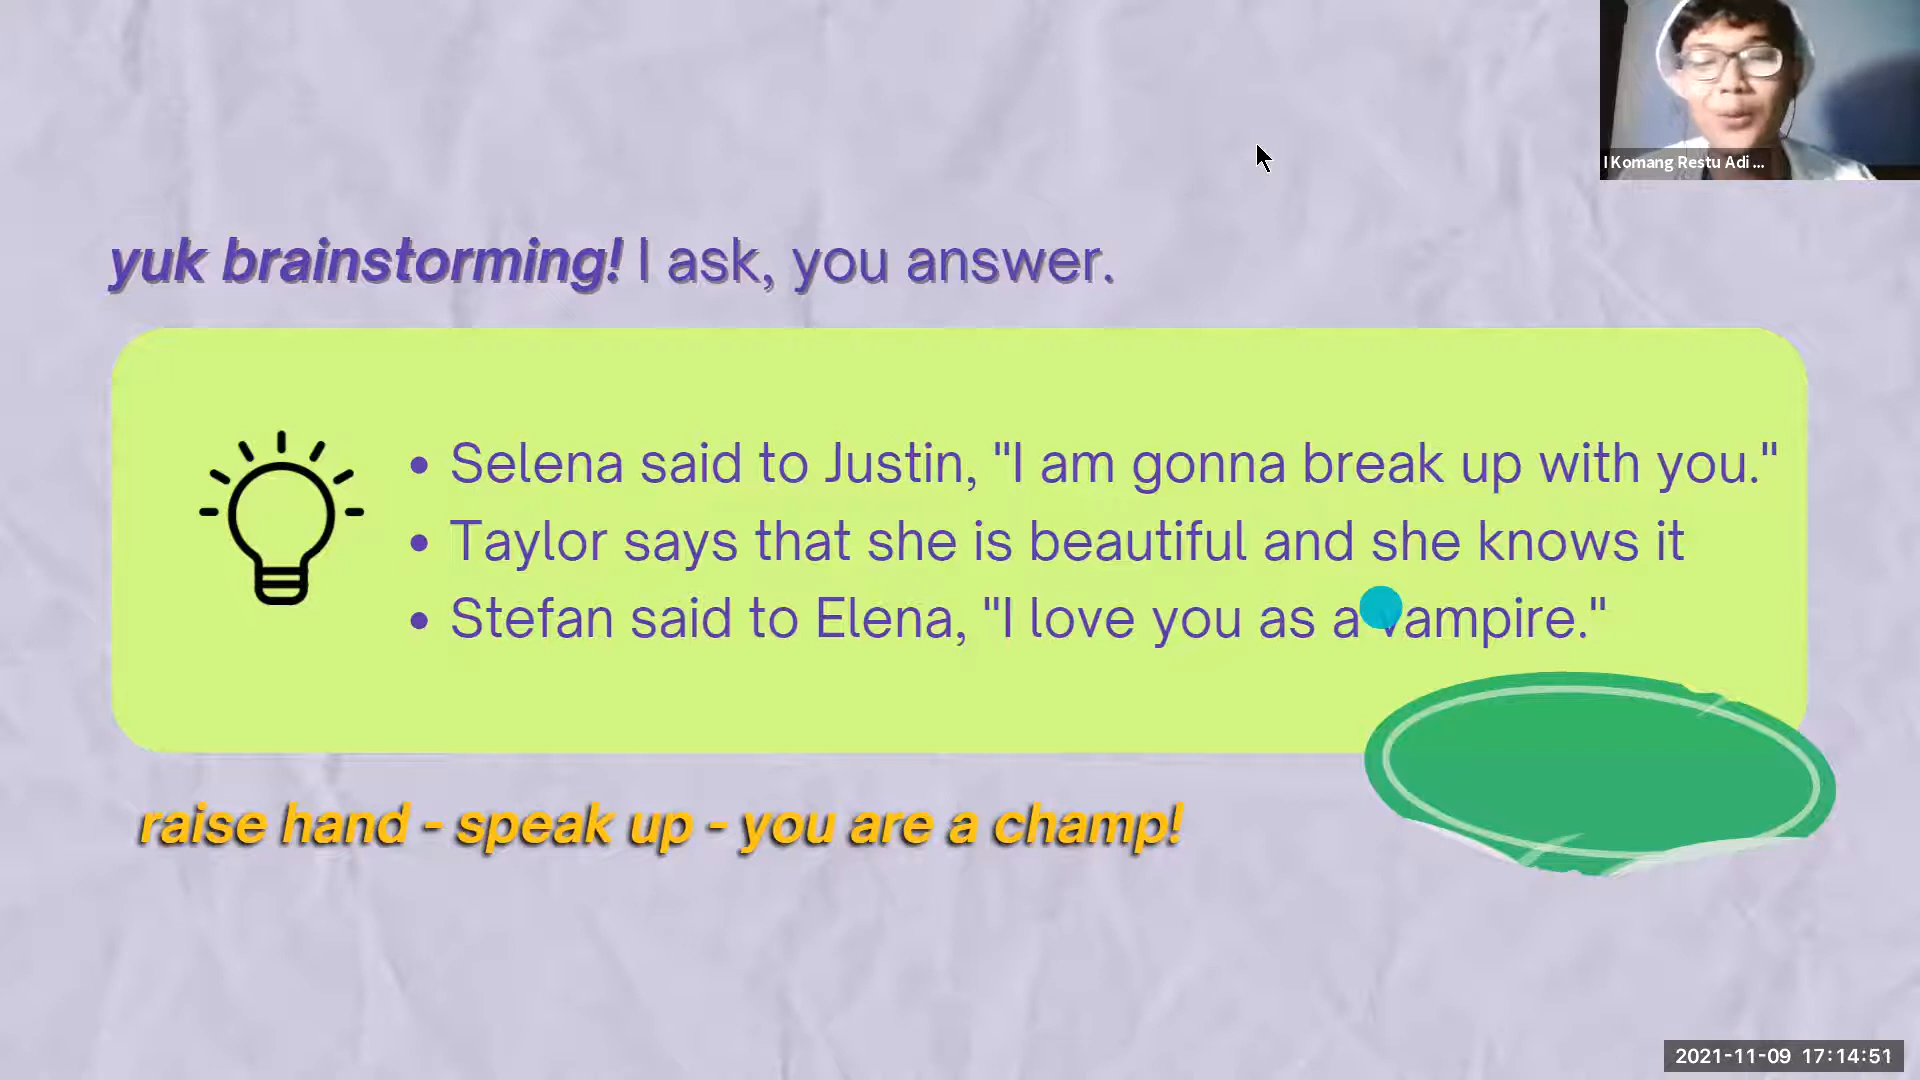 I Komang Restu Adi ...
yuk brainstorming! I ask, you answer.
• Selena said to Justin, "I am gonna break up with you."
• Taylor says that she is beautiful and she knows it
• Stefan said to Elena, "I love you as a vampire."
raise hand - speak up - you are a champ!
2021-11-09 17:14:51